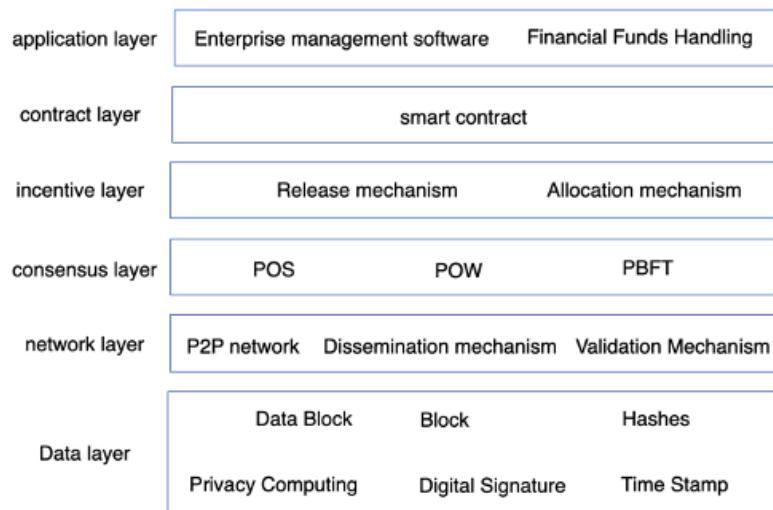 application layer Enterprise management software Financial Funds Handling
contract layer smart contract
incentive layer Release mechanism Allocation mechanism
consensus layer POS POW PBFT
network layer P2P network Dissemination mechanism Validation Mechanism
Data Block Block Hashes
Data layer
Privacy Computing Digital Signature Time Stamp